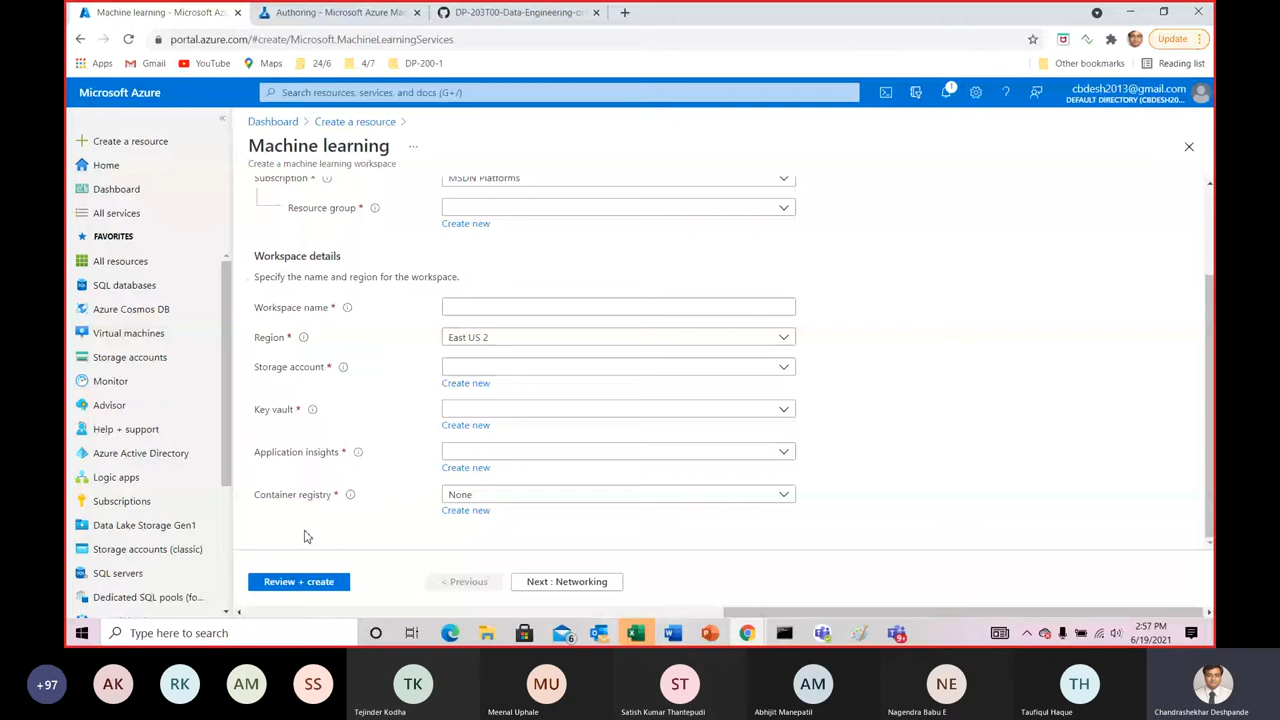 Machine learning - Microsoft Az
Authoring - Microsoft Azure Mac
DP-203T00-Data-Engineering-on
portal.azure.com/#create/Microsoft.MachineLearningServices
Update
Apps
Gmail
YouTube
Maps
24/6
4/7
DP-200-1
Other bookmarks
Reading list
Microsoft Azure
Search resources, services, and docs (G+/)
1
cbdesh2013@gmail.com
DEFAULT DIRECTORY (CBDESH20...
Create a resource
Home
Dashboard
All services
FAVORITES
All resources
SQL databases
Azure Cosmos DB
Virtual machines
Storage accounts
Monitor
Advisor
Help + support
Azure Active Directory
Logic apps
Subscriptions
Data Lake Storage Gen1
Storage accounts (classic)
SQL servers
Dedicated SQL pools (fo...
Dashboard > Create a resource >
Machine learning ...
Create a machine learning workspace
Subscription *
MSDN Platforms
Resource group *
Create new
Workspace details
Specify the name and region for the workspace.
Workspace name *
Region *
East US 2
Storage account *
Create new
Key vault *
Create new
Application insights *
Create new
Container registry *
None
Create new
Review + create
< Previous
Next : Networking
Type here to search
6
9+
2:57 PM
6/19/2021
+97
AK
RK
AM
SS
TK
Tejinder Kodha
MU
Meenal Uphale
ST
Satish Kumar Thantepudi
AM
Abhijit Manepatil
NE
Nagendra Babu E
TH
Taufiqul Haque
Chandrashekhar Deshpande